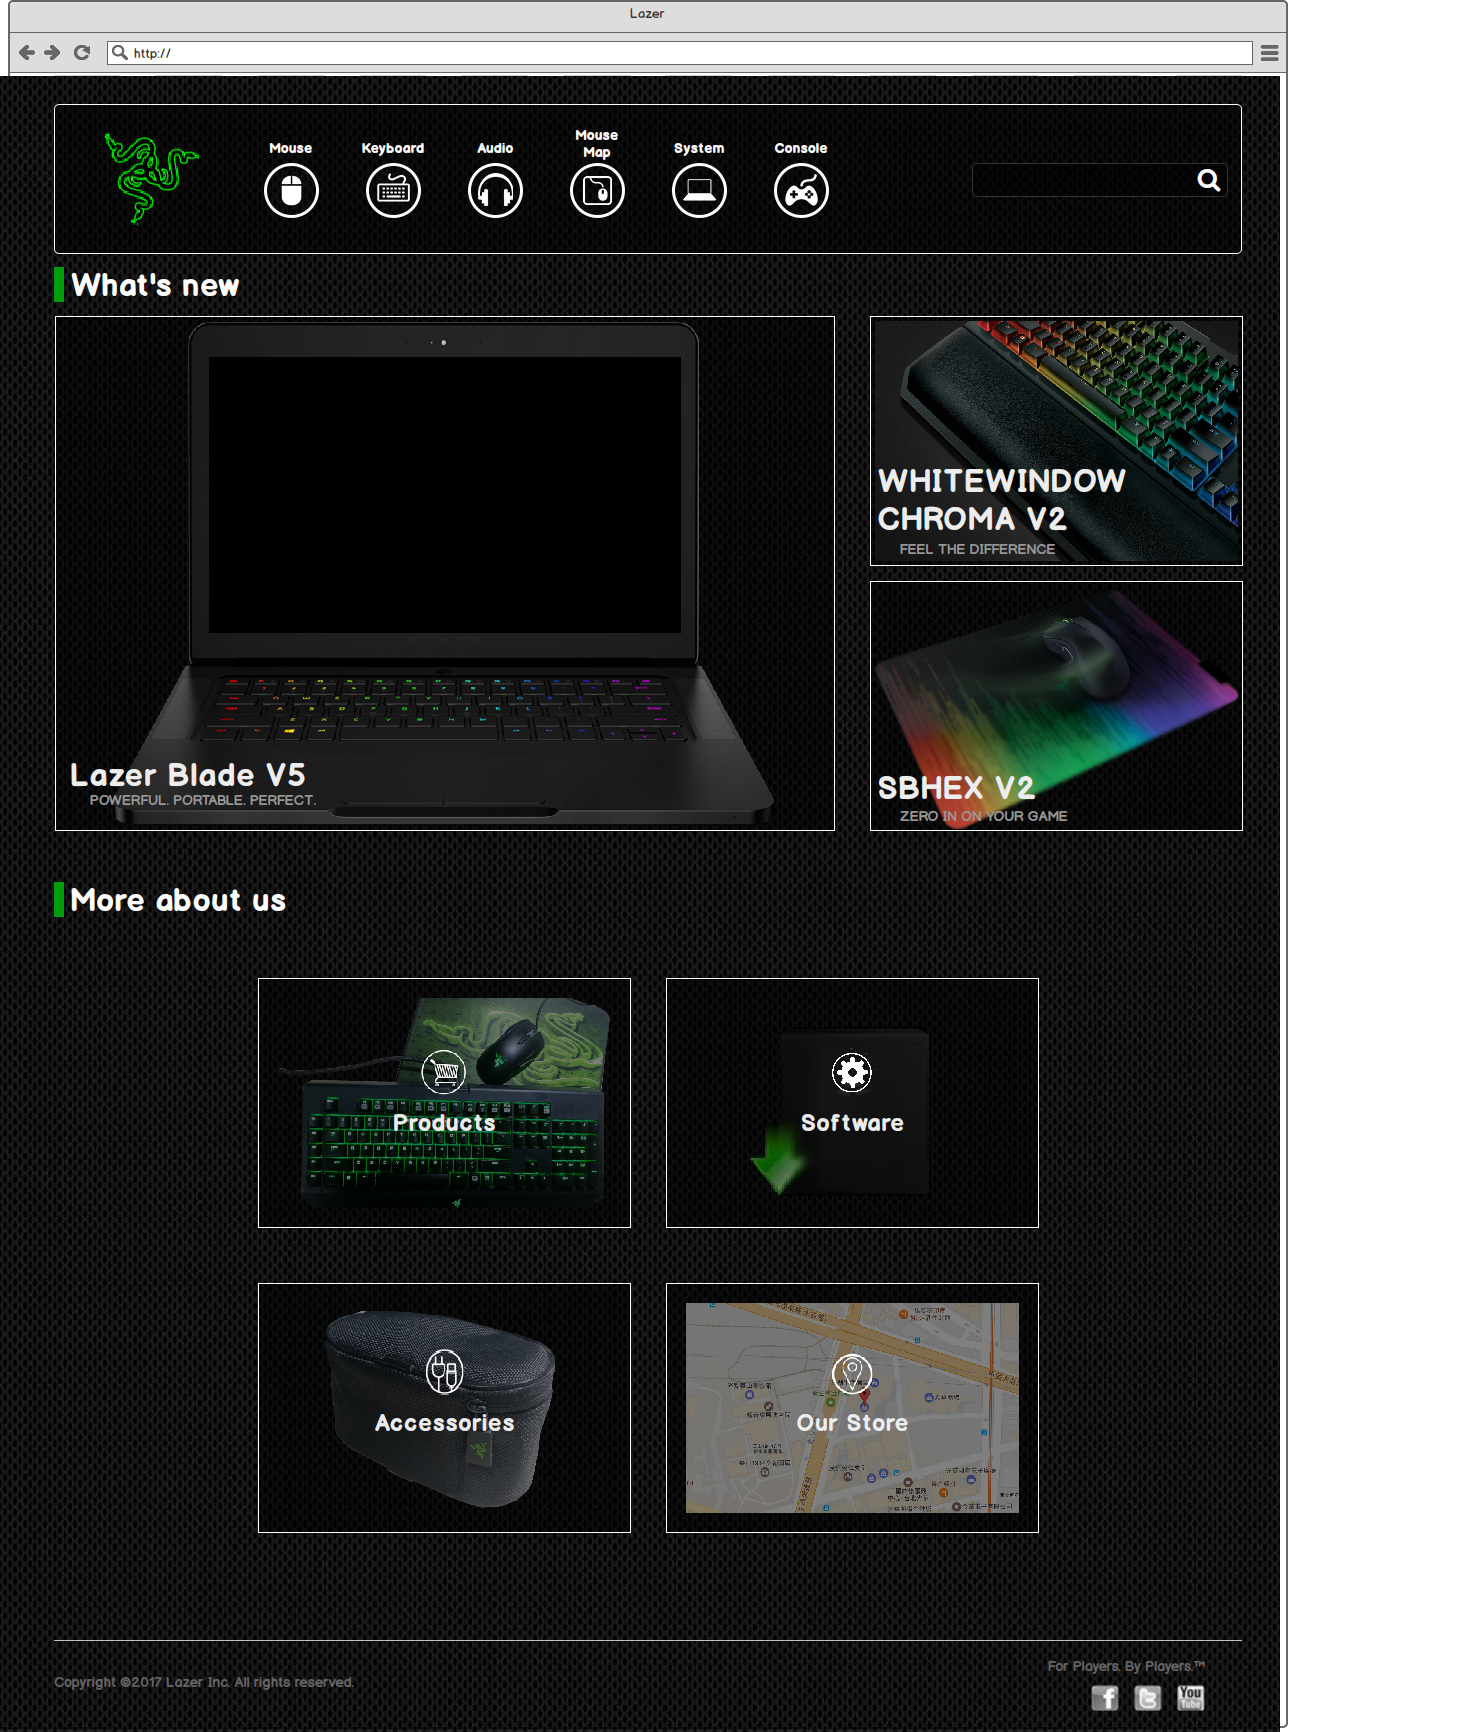 Lazer
http://
Mouse
Keyboard
Audio
Mouse
Map
System
Console
What's new
WHITEWINDOW
CHROMA V2
FEEL THE DIFFERENCE
Lazer Blade V5
POWERFUL. PORTABLE. PERFECT.
SBHEX V2
ZERO IN ON YOUR GAME
More about us
Products
Software
Accessories
Our Store
Copyright ©2017 Lazer Inc. All rights reserved.
For Players. By Players.™
You
Tube